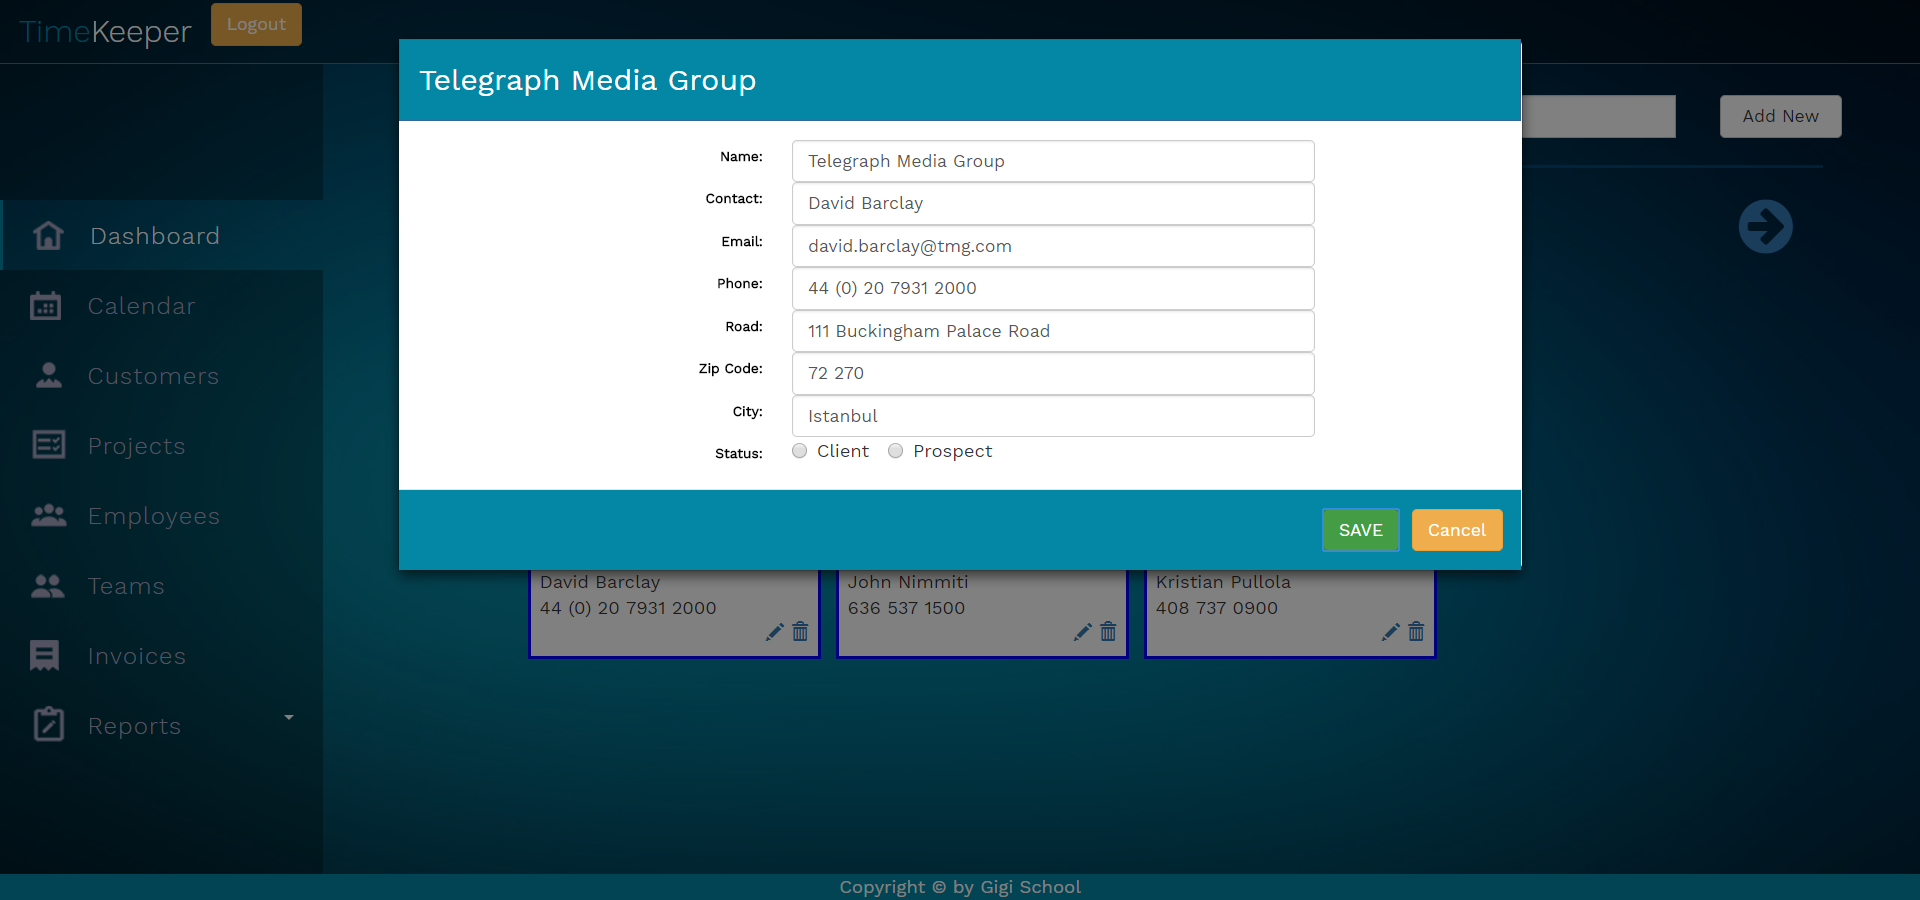 TimeKeeper
Logout
Telegraph Media Group
Add New
Name: Telegraph Media Group
Contact: David Barclay
Email: david.barclay@tmg.com
Phone: 44 (0) 20 7931 2000
Road: 111 Buckingham Palace Road
Zip Code: 72 270
City: Istanbul
Status: Client Prospect
SAVE Cancel
Dashboard
Calendar
Customers
Projects
Employees
Teams
Invoices
Reports
David Barclay
44 (0) 20 7931 2000
John Nimmiti
636 537 1500
Kristian Pullola
408 737 0900
Copyright © by Gigi School